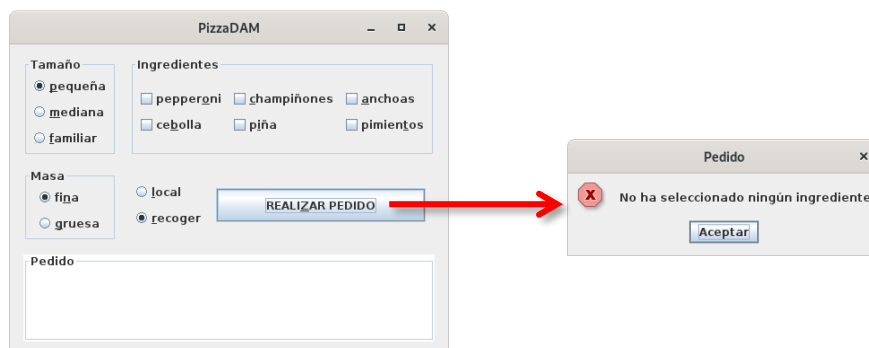 PizzaDAM
Tamaño
pequeña
mediana
familiar
Ingredientes
pepperoni champiñones anchoas
cebolla piña pimientos
Masa
fina
gruesa
local
recoger
REALIZAR PEDIDO
Pedido
Pedido
No ha seleccionado ningún ingrediente
Aceptar